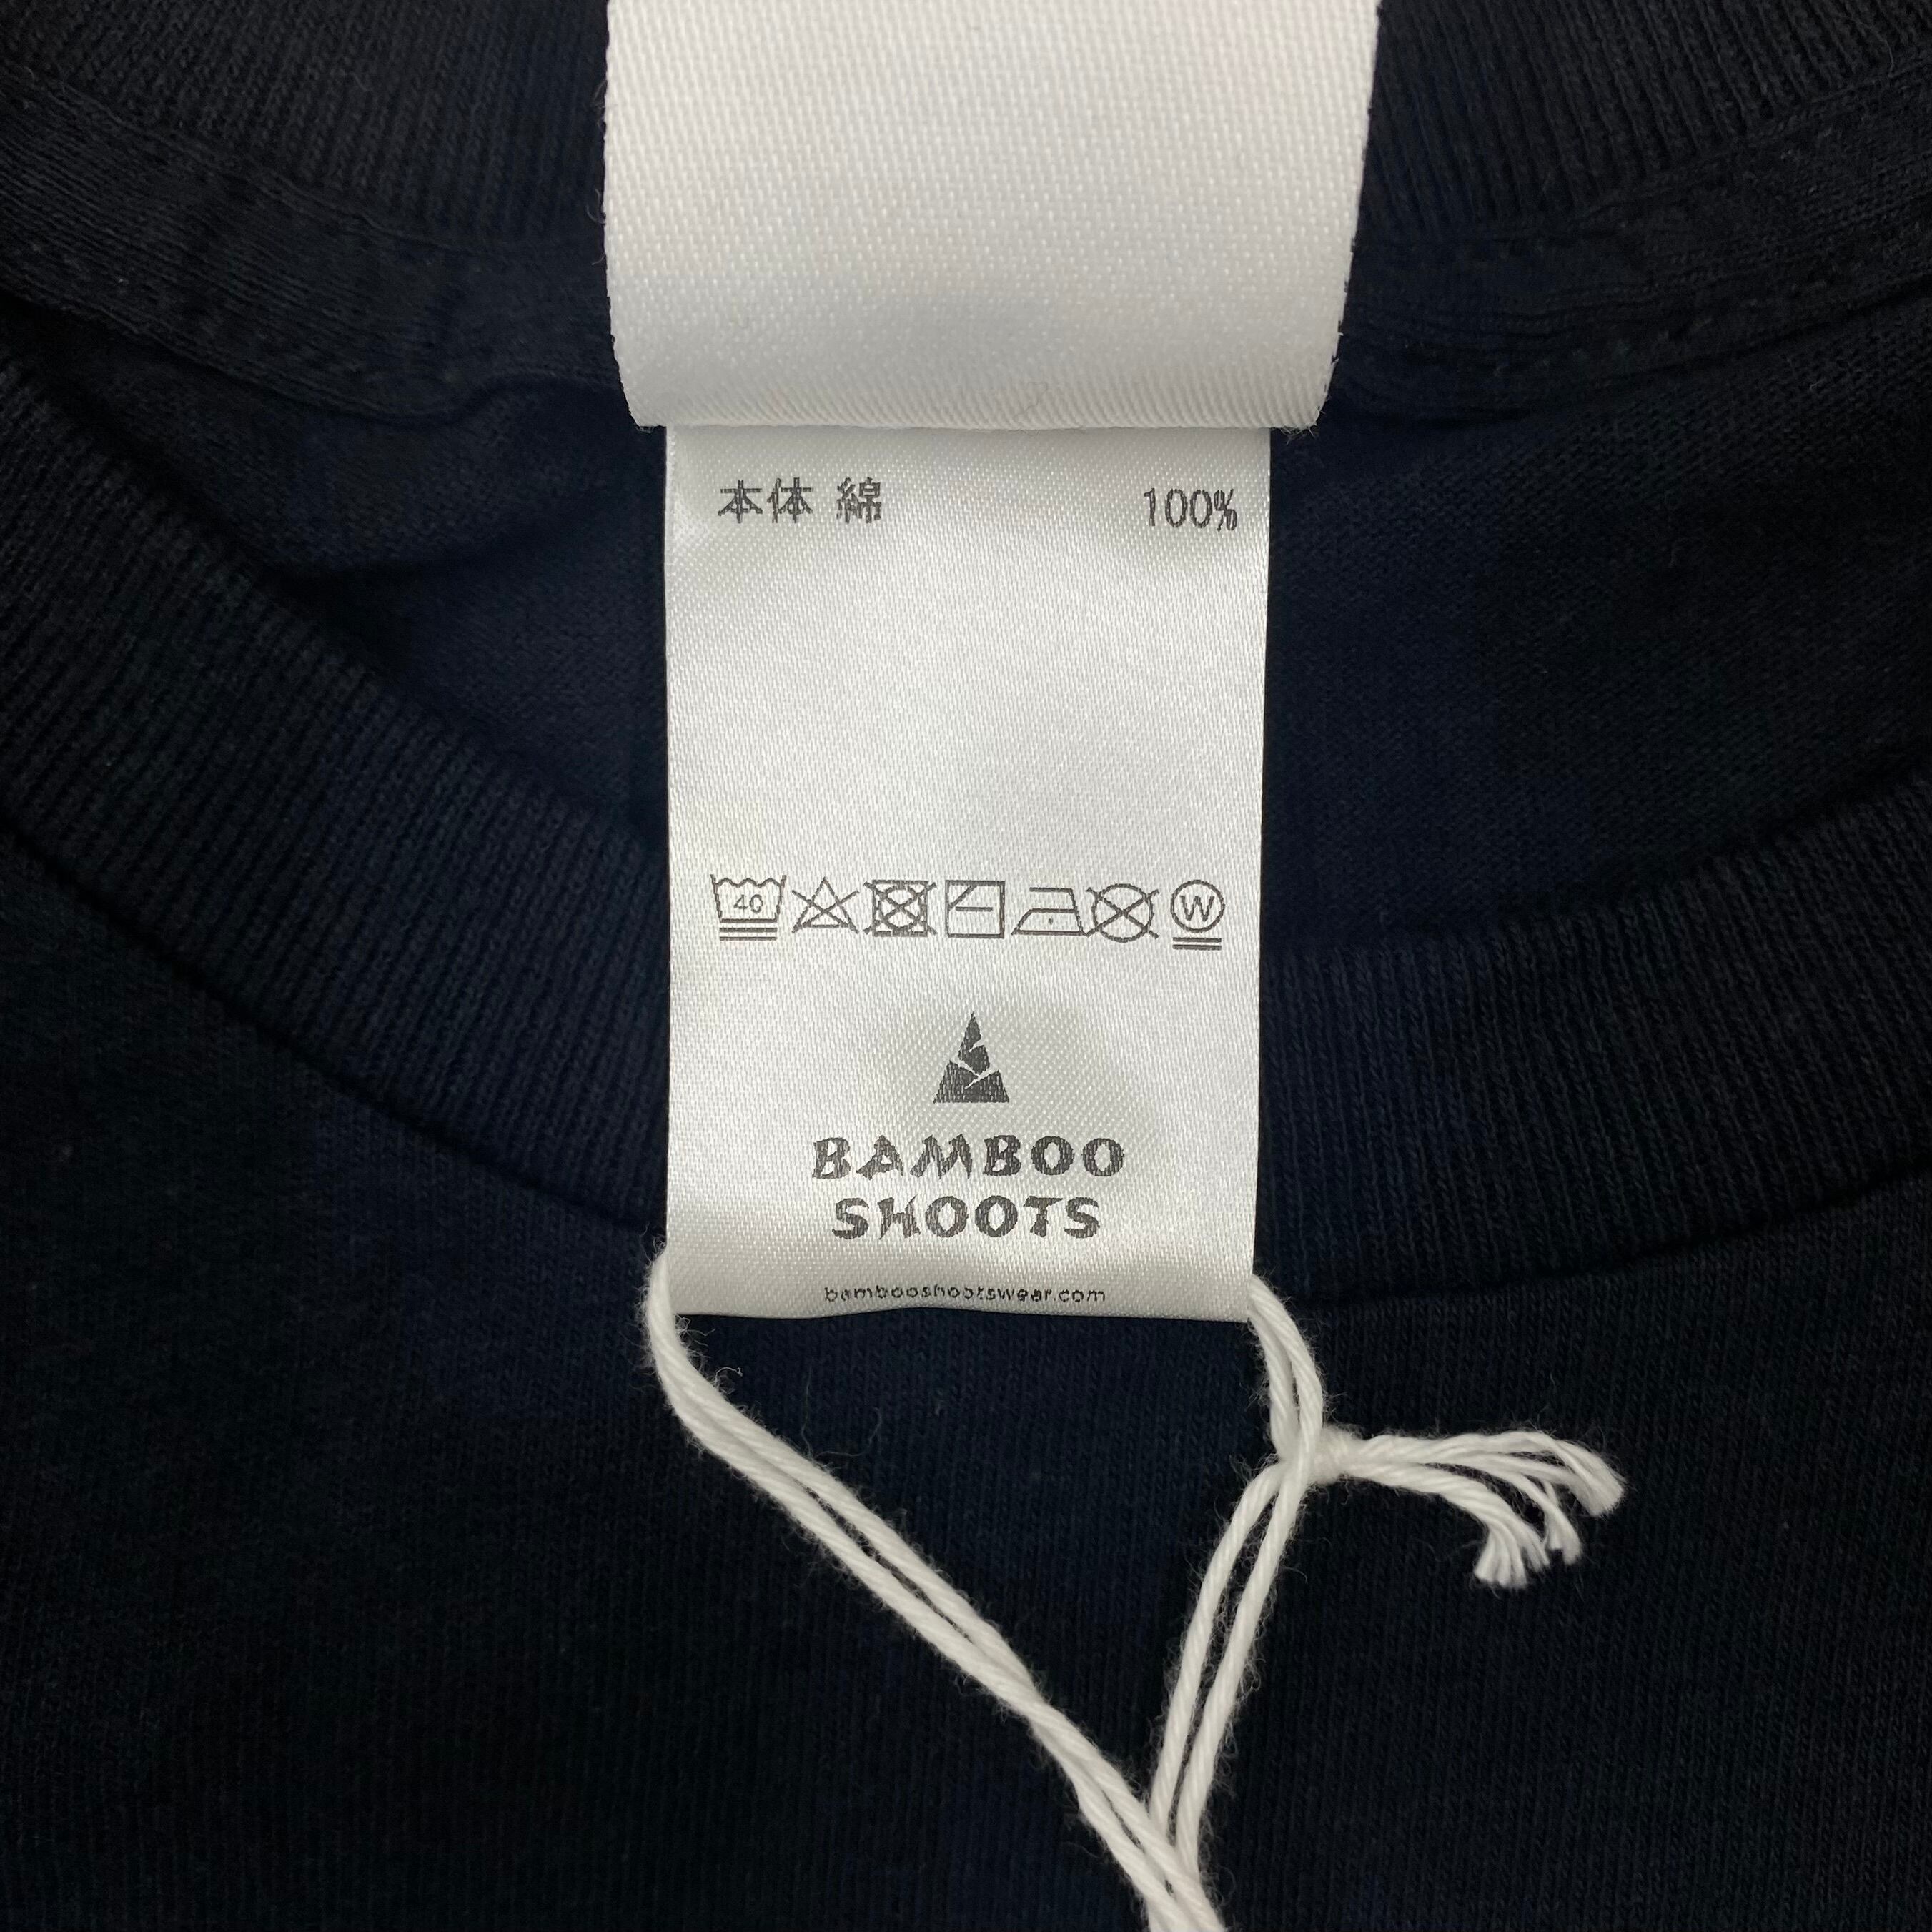 本体 綿 100%
40 W
BAMBOO
SHOOTS
bambooshootswear.com